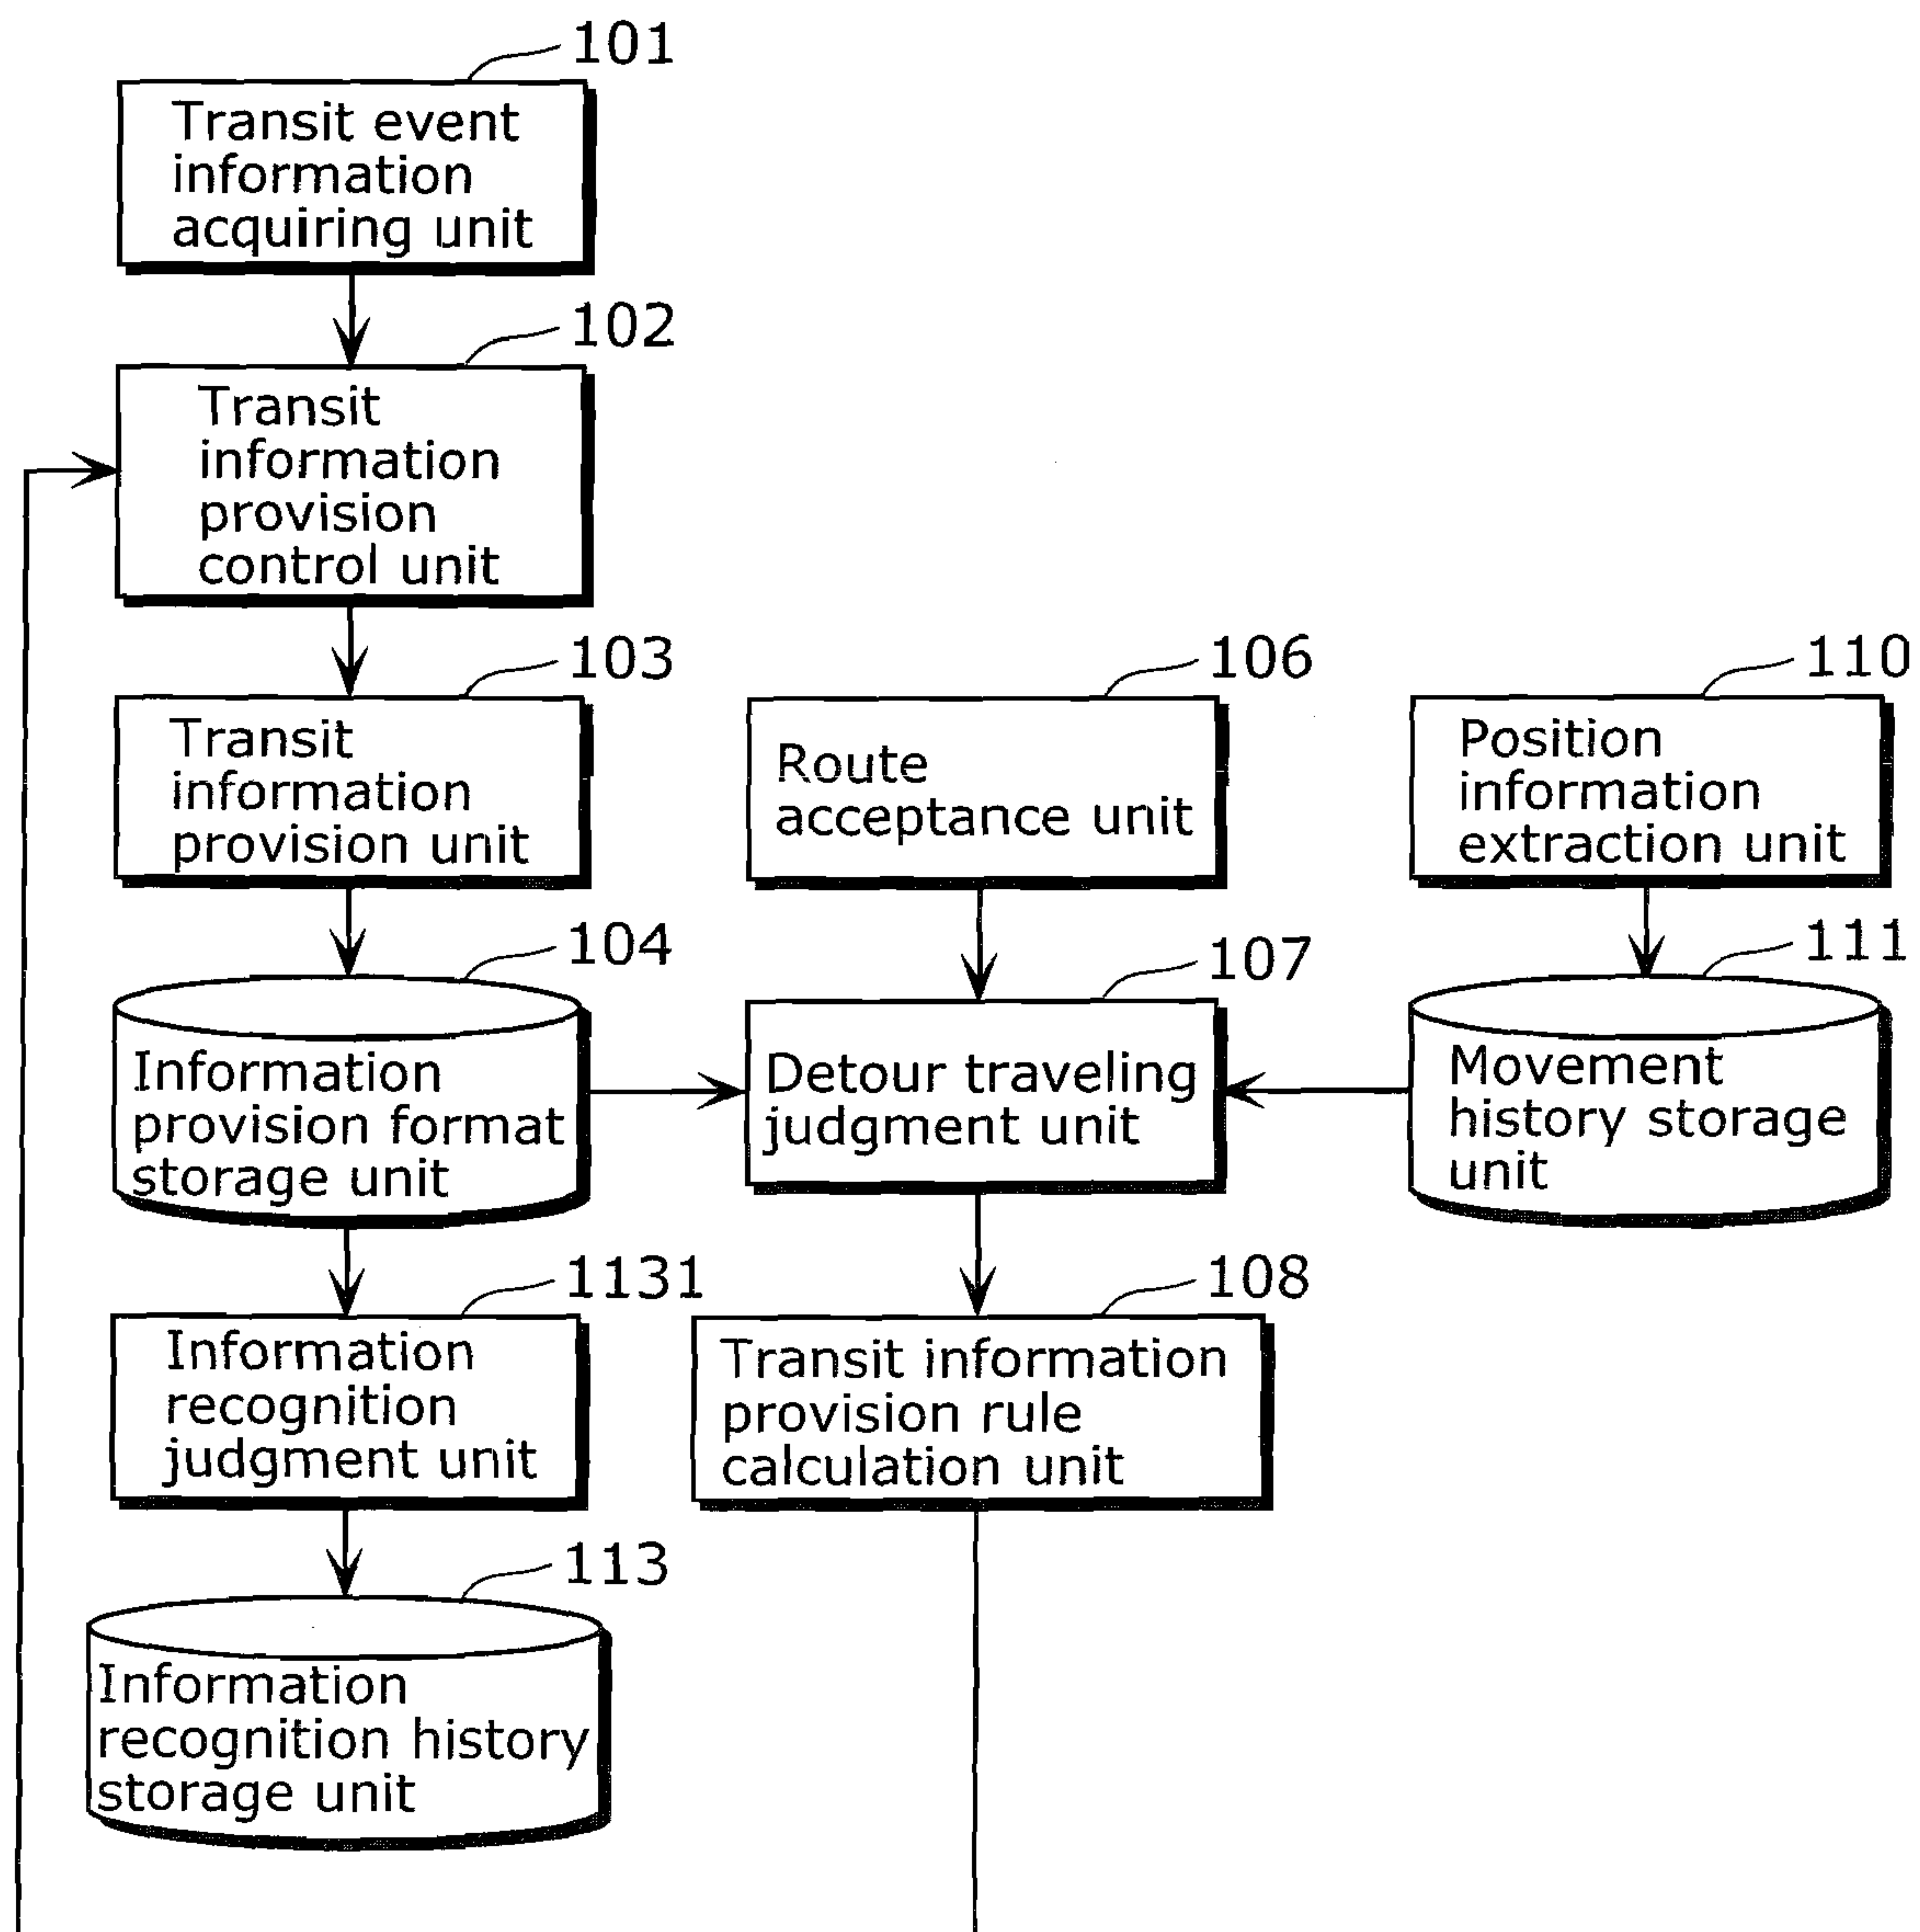 101
Transit event
information
acquiring unit
102
Transit
information
provision
control unit
103
Transit
information
provision unit
106
Route
acceptance unit
110
Position
information
extraction unit
104
Information
provision format
storage unit
107
Detour traveling
judgment unit
111
Movement
history storage
unit
1131
Information
recognition
judgment unit
108
Transit information
provision rule
calculation unit
113
Information
recognition history
storage unit